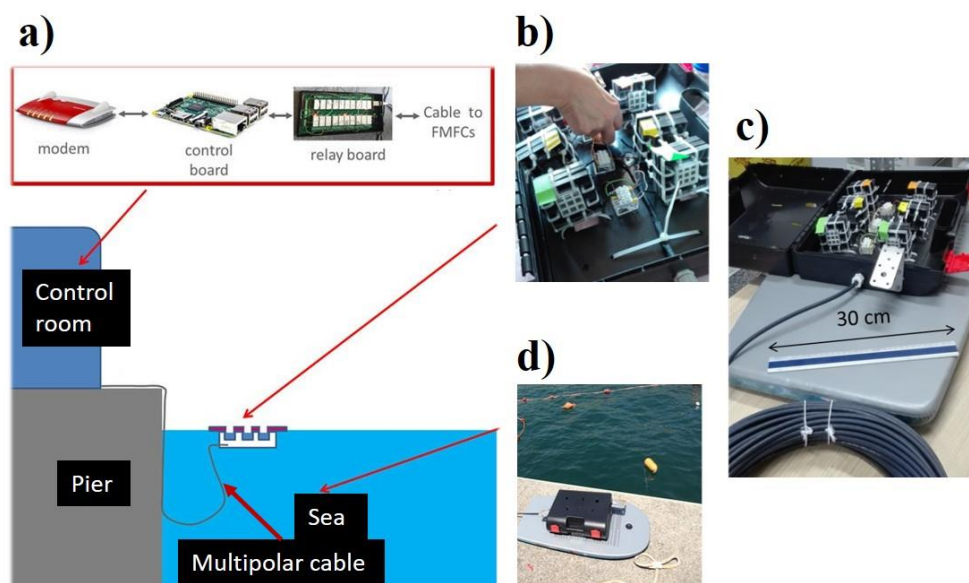 a)
modem
control
board
relay board
Cable to
FMFCs
Control
room
Pier
Sea
Multipolar cable
b)
c)
30 cm
d)